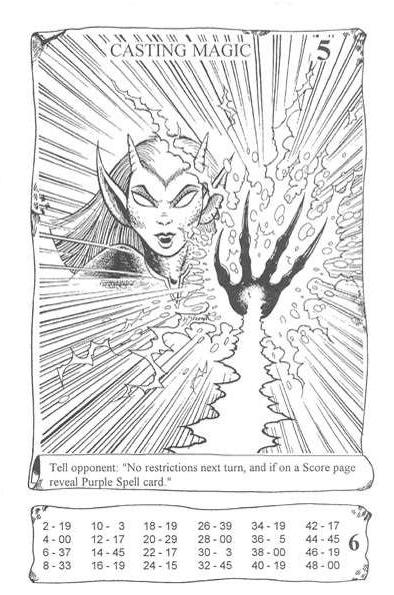 CASTING MAGIC 5
Tell opponent: "No restrictions next turn, and if on a Score page
reveal Purple Spell card."
2 - 19 10 - 3 18 - 19 26 - 39 34 - 19 42 - 17
4 - 00 12 - 17 20 - 29 28 - 00 36 - 5 44 - 45
6 - 37 14 - 45 22 - 17 30 - 3 38 - 00 46 - 19
8 - 33 16 - 19 24 - 15 32 - 45 40 - 19 48 - 00
6